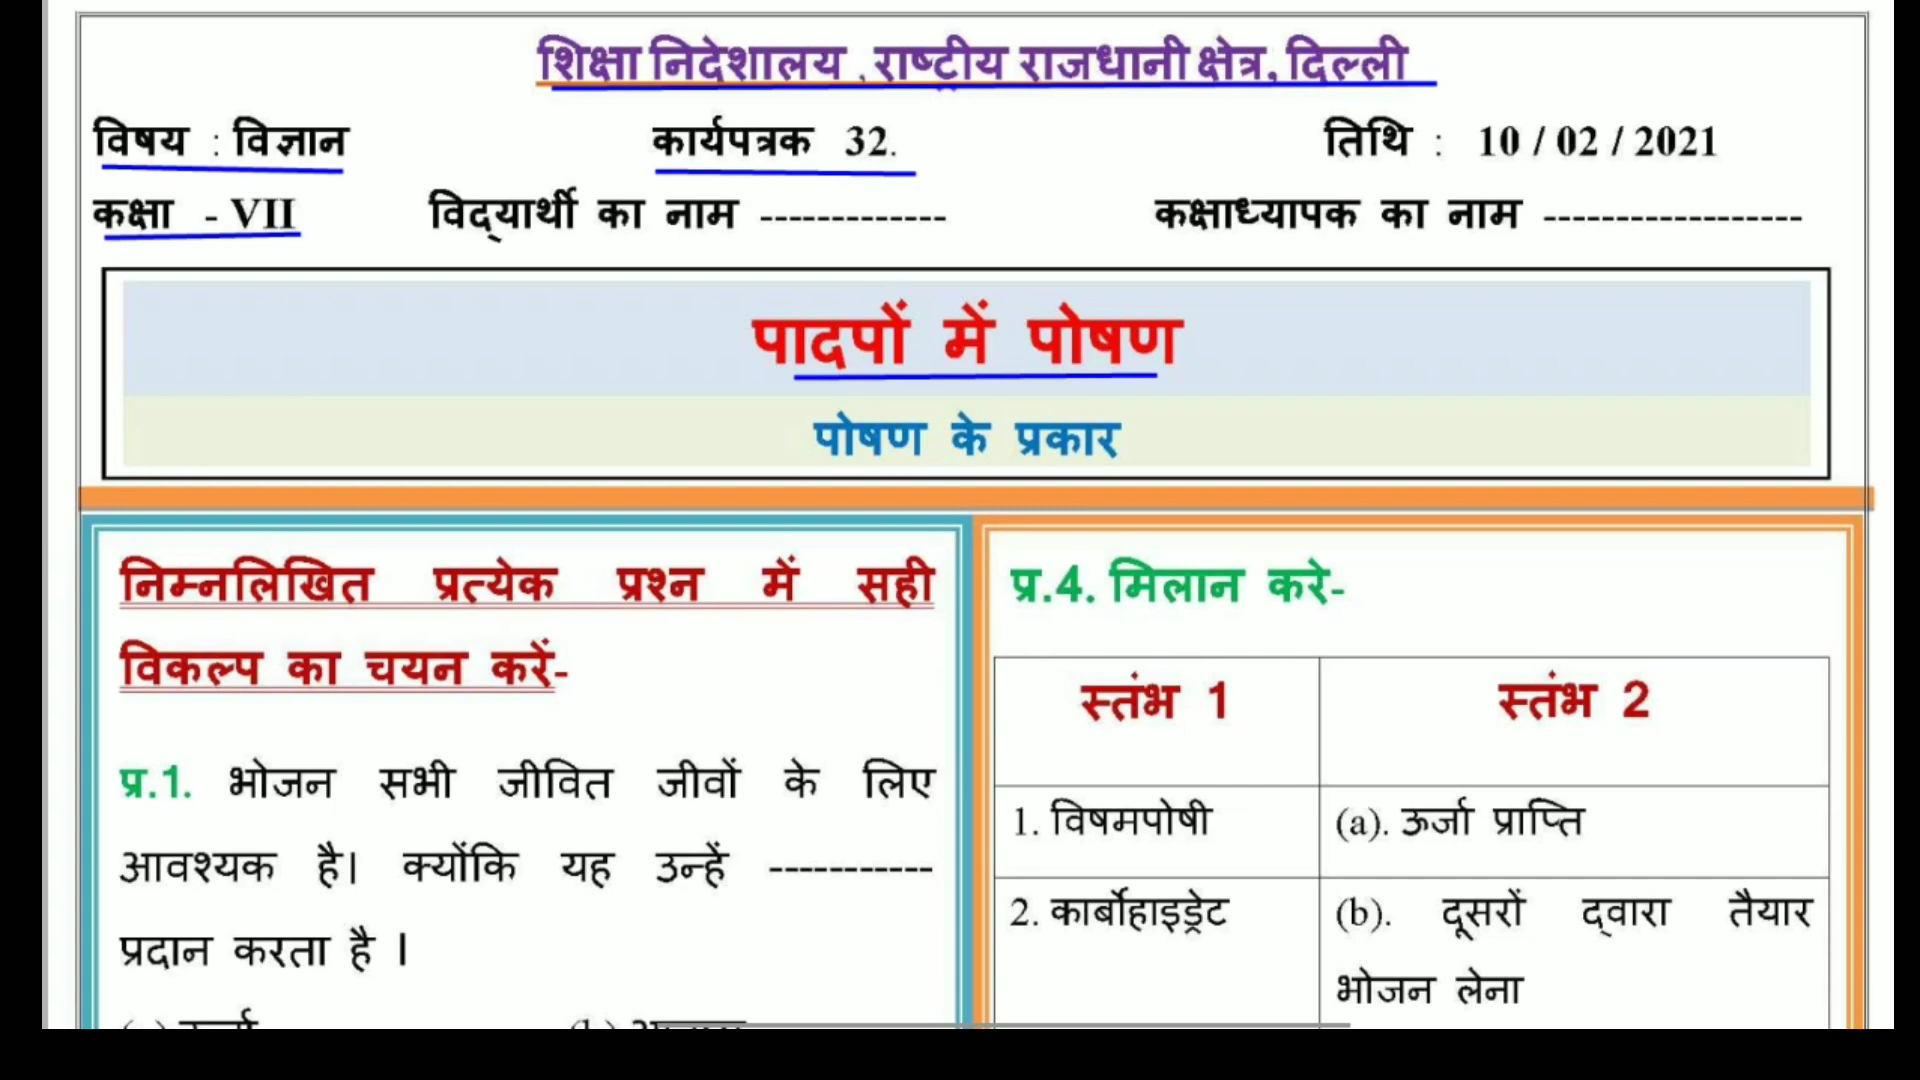 शिक्षा निदेशालय , राष्ट्रीय राजधानी क्षेत्र, दिल्ली
विषय : विज्ञान कार्यपत्रक 32. तिथि : 10 / 02 / 2021
कक्षा - VII विद्यार्थी का नाम ------------- कक्षाध्यापक का नाम ------------------
पादपों में पोषण
पोषण के प्रकार
निम्नलिखित प्रत्येक प्रश्न में सही
विकल्प का चयन करें-
प्र.1. भोजन सभी जीवित जीवों के लिए
आवश्यक है। क्योंकि यह उन्हें -----------
प्रदान करता है ।
प्र.4. मिलान करे-
स्तंभ 1 स्तंभ 2
1. विषमपोषी (a). ऊर्जा प्राप्ति
2. कार्बोहाइड्रेट (b). दूसरों द्वारा तैयार
भोजन लेना